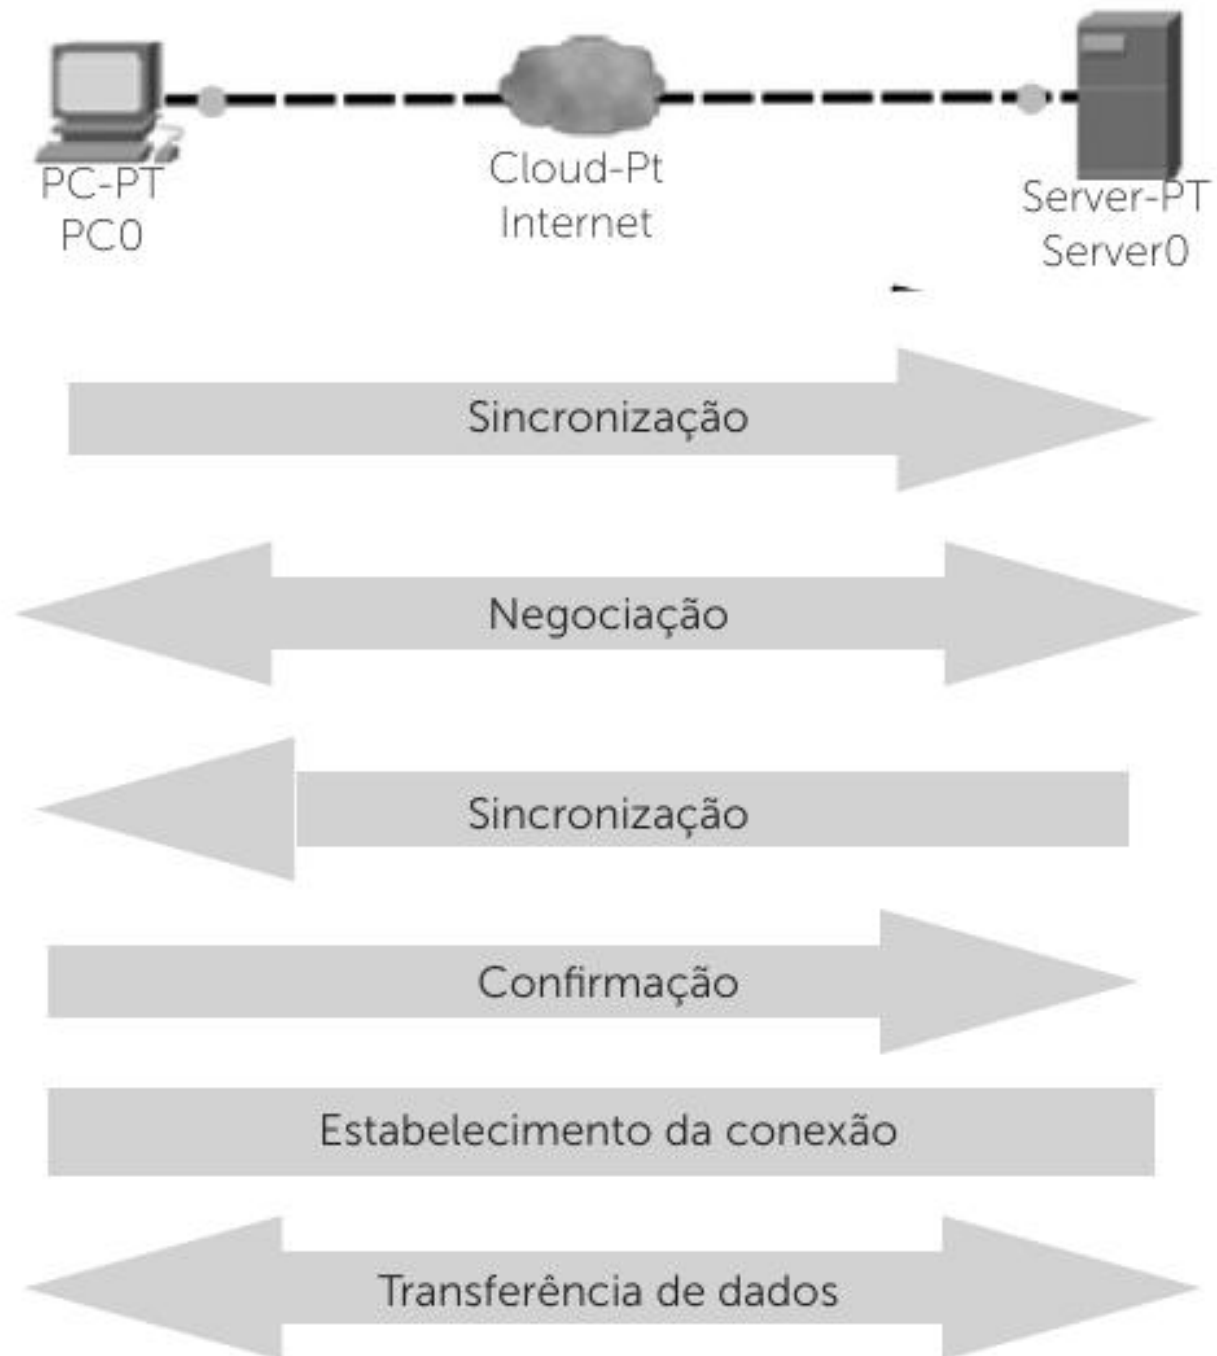 PC-PT
PC0
Cloud-Pt
Internet
Server-PT
Server0
Sincronização
Negociação
Sincronização
Confirmação
Estabelecimento da conexão
Transferência de dados